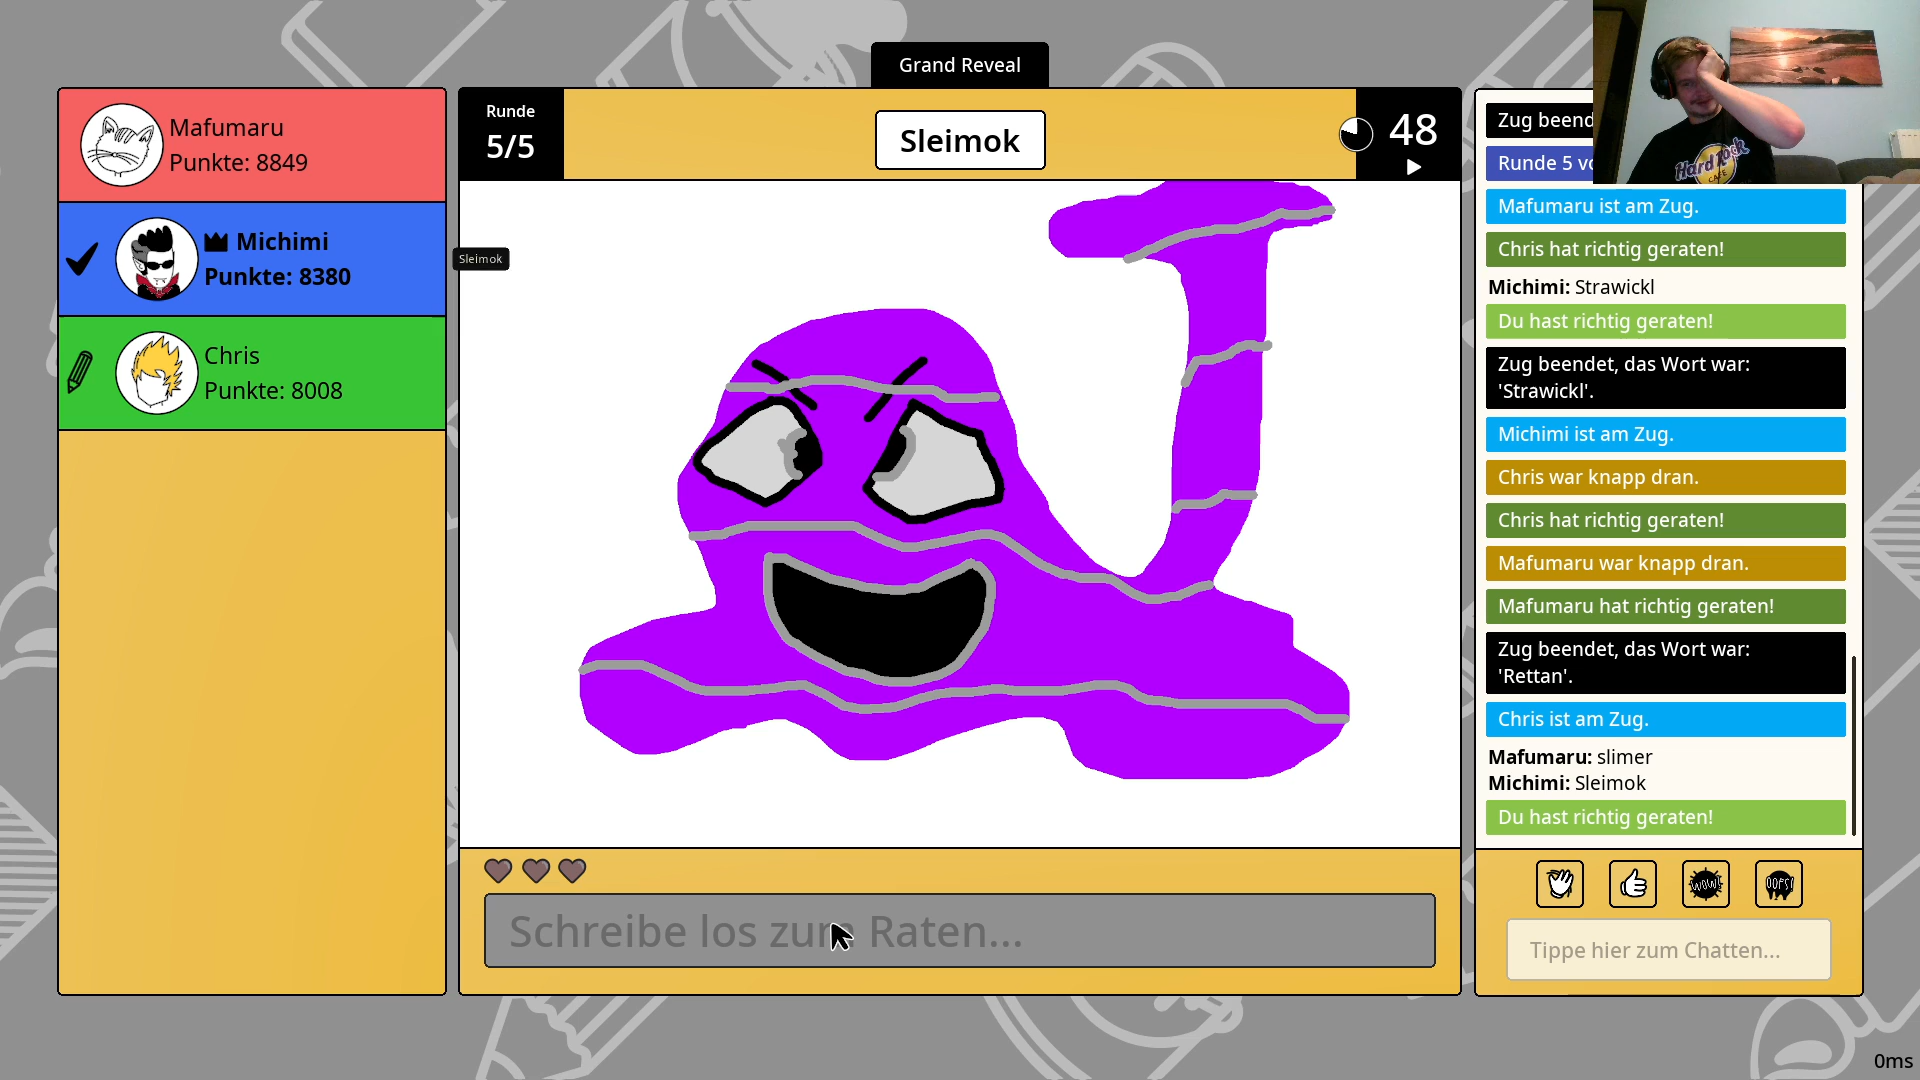 Grand Reveal
Mafumaru
Punkte: 8849
Michimi
Punkte: 8380
Chris
Punkte: 8008
Runde
5/5
Sleimok
48
Sleimok
Zug beend
Runde 5 vo
Mafumaru ist am Zug.
Chris hat richtig geraten!
Michimi: Strawickl
Du hast richtig geraten!
Zug beendet, das Wort war:
'Strawickl'.
Michimi ist am Zug.
Chris war knapp dran.
Chris hat richtig geraten!
Mafumaru war knapp dran.
Mafumaru hat richtig geraten!
Zug beendet, das Wort war:
'Rettan'.
Chris ist am Zug.
Mafumaru: slimer
Michimi: Sleimok
Du hast richtig geraten!
WOW!
OOPS!
Schreibe los zum Raten...
Tippe hier zum Chatten...
Hard Rock
CAFE
0ms